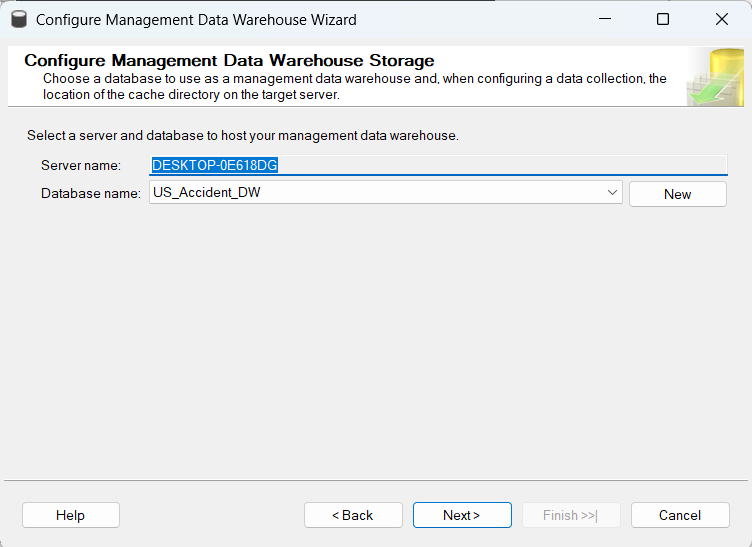 Configure Management Data Warehouse Wizard
Configure Management Data Warehouse Storage
Choose a database to use as a management data warehouse and, when configuring a data collection, the
location of the cache directory on the target server.
Select a server and database to host your management data warehouse.
Server name: DESKTOP-0E618DG
Database name: US_Accident_DW New
Help < Back Next > Finish >>| Cancel